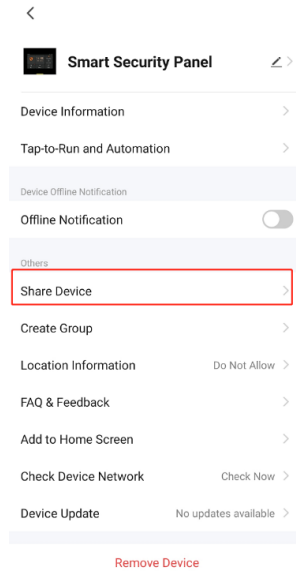 Smart Security Panel
Device Information
Tap-to-Run and Automation
Device Offline Notification
Offline Notification
Others
Share Device
Create Group
Location Information Do Not Allow
FAQ & Feedback
Add to Home Screen
Check Device Network Check Now
Device Update No updates available
Remove Device